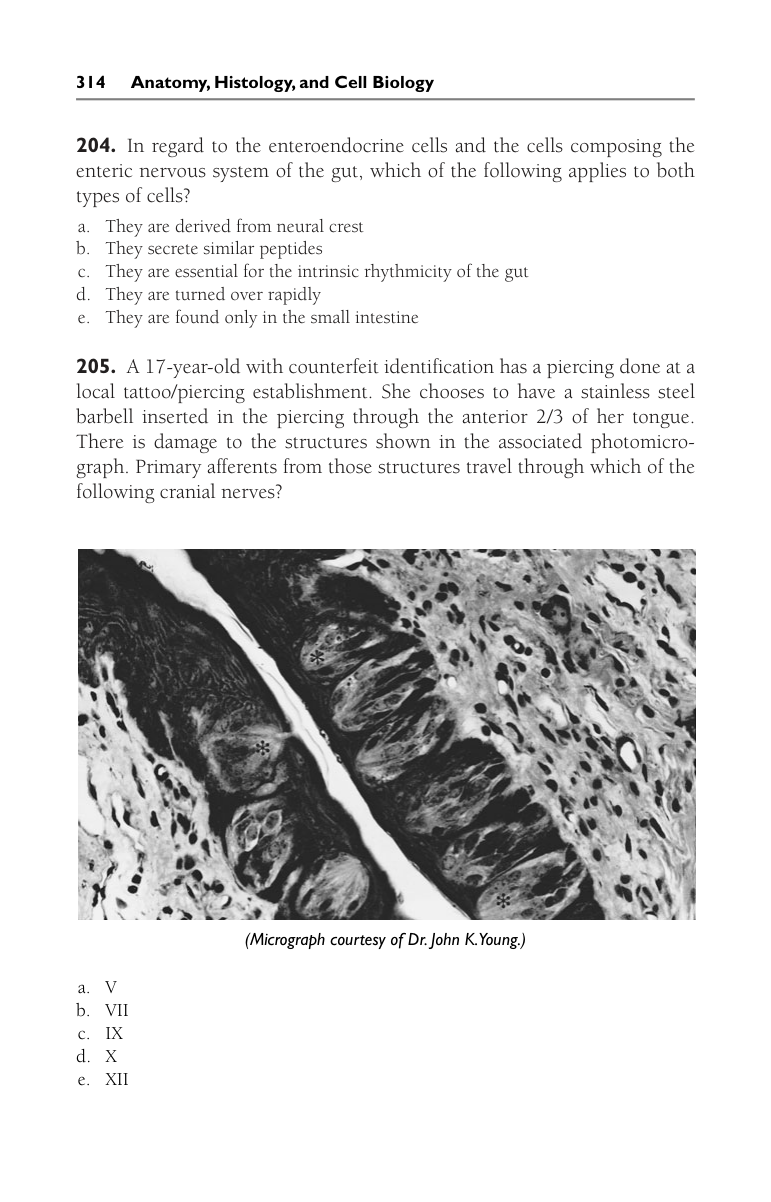 314 Anatomy, Histology, and Cell Biology
204. In regard to the enteroendocrine cells and the cells composing the
enteric nervous system of the gut, which of the following applies to both
types of cells?
a. They are derived from neural crest
b. They secrete similar peptides
c. They are essential for the intrinsic rhythmicity of the gut
d. They are turned over rapidly
e. They are found only in the small intestine
205. A 17-year-old with counterfeit identification has a piercing done at a
local tattoo/piercing establishment. She chooses to have a stainless steel
barbell inserted in the piercing through the anterior 2/3 of her tongue.
There is damage to the structures shown in the associated photomicro-
graph. Primary afferents from those structures travel through which of the
following cranial nerves?
*
*
*
(Micrograph courtesy of Dr. John K. Young.)
a. V
b. VII
c. IX
d. X
e. XII